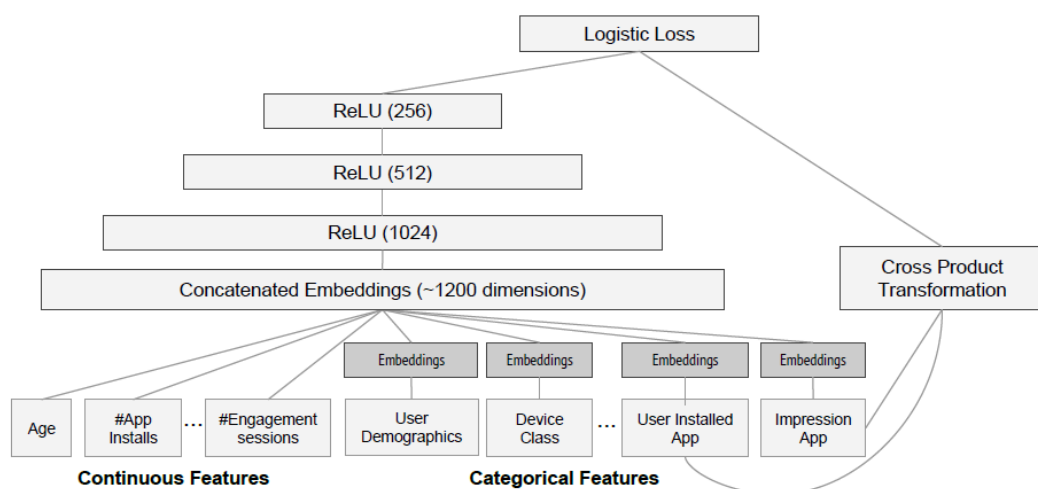 Logistic Loss
ReLU (256)
ReLU (512)
ReLU (1024)
Concatenated Embeddings (~1200 dimensions)
Cross Product
Transformation
Embeddings
Embeddings
Embeddings
Embeddings
Age
#App
Installs
...
#Engagement
sessions
User
Demographics
Device
Class
...
User Installed
App
Impression
App
Continuous Features
Categorical Features